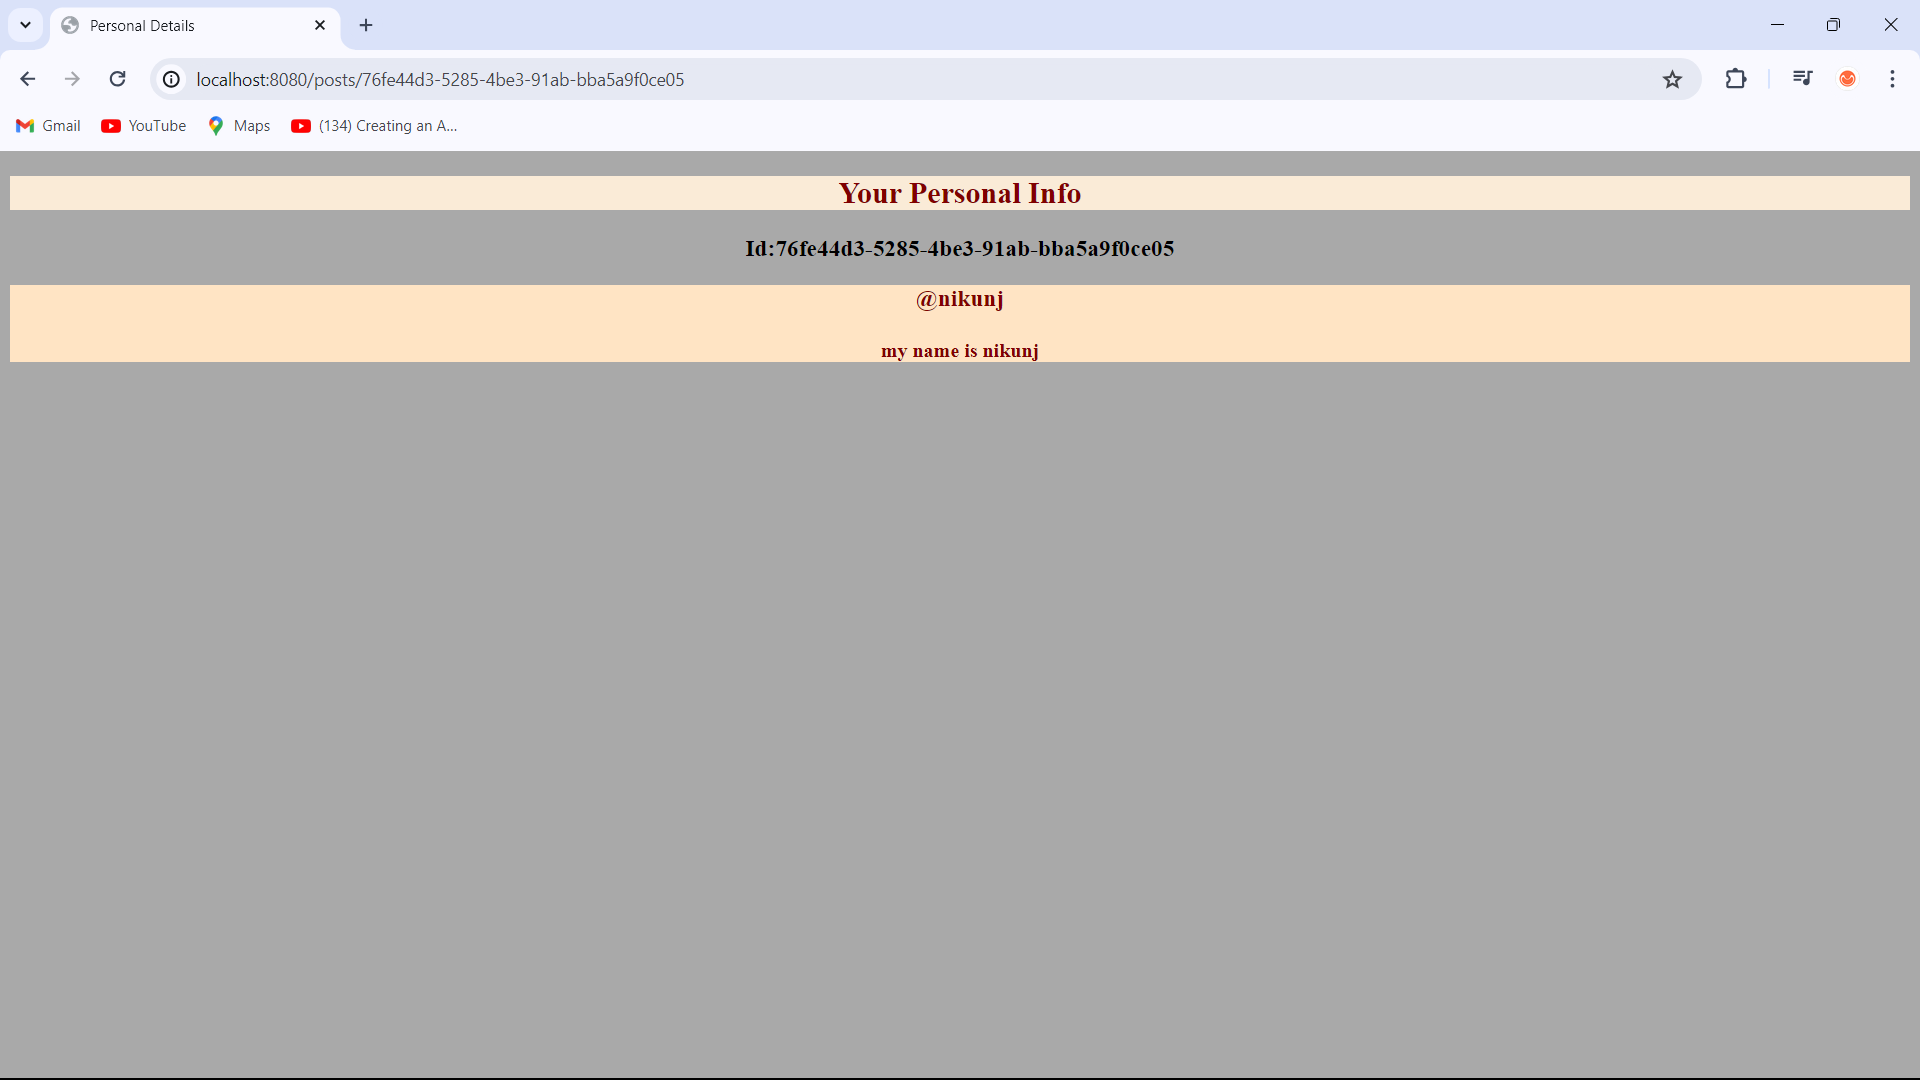 Personal Details
localhost:8080/posts/76fe44d3-5285-4be3-91ab-bba5a9f0ce05
Gmail YouTube Maps (134) Creating an A...
Your Personal Info
Id:76fe44d3-5285-4be3-91ab-bba5a9f0ce05
@nikunj
my name is nikunj